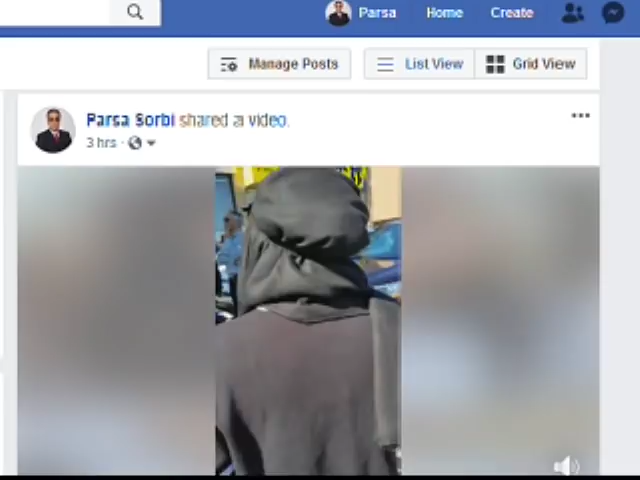 Parsa Home Create
Manage Posts List View Grid View
Parsa Sorbi shared a video.
3 hrs